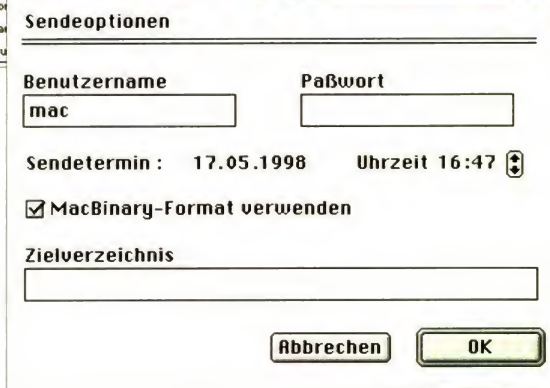 Sendeoptionen
Benutzername Paßwort
mac
Sendetermin : 17.05.1998 Uhrzeit 16:47
MacBinary-Format verwenden
Zielverzeichnis
Abbrechen OK